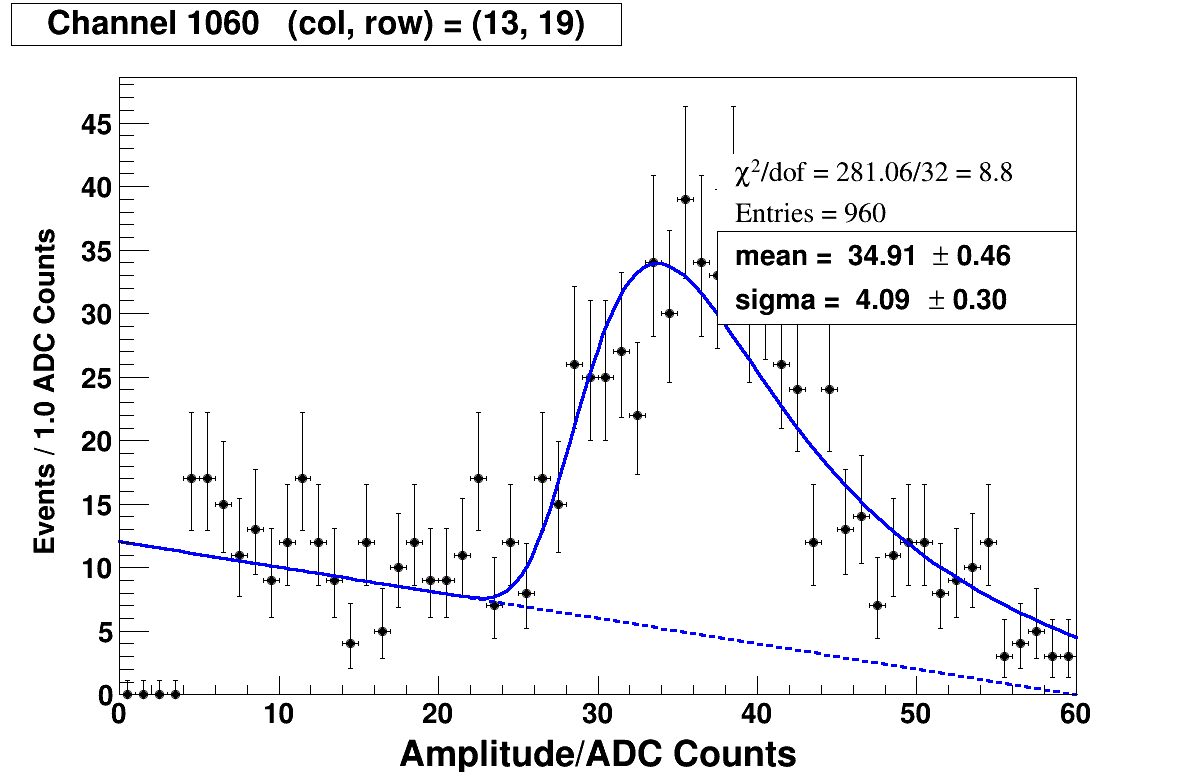 Channel 1060 (col, row) = (13, 19)
45
40
35
30
25
20
15
10
5
0
Events / 1.0 ADC Counts
χ²/dof = 281.06/32 = 8.8
Entries = 960
mean = 34.91 ± 0.46
sigma = 4.09 ± 0.30
0 10 20 30 40 50 60
Amplitude/ADC Counts